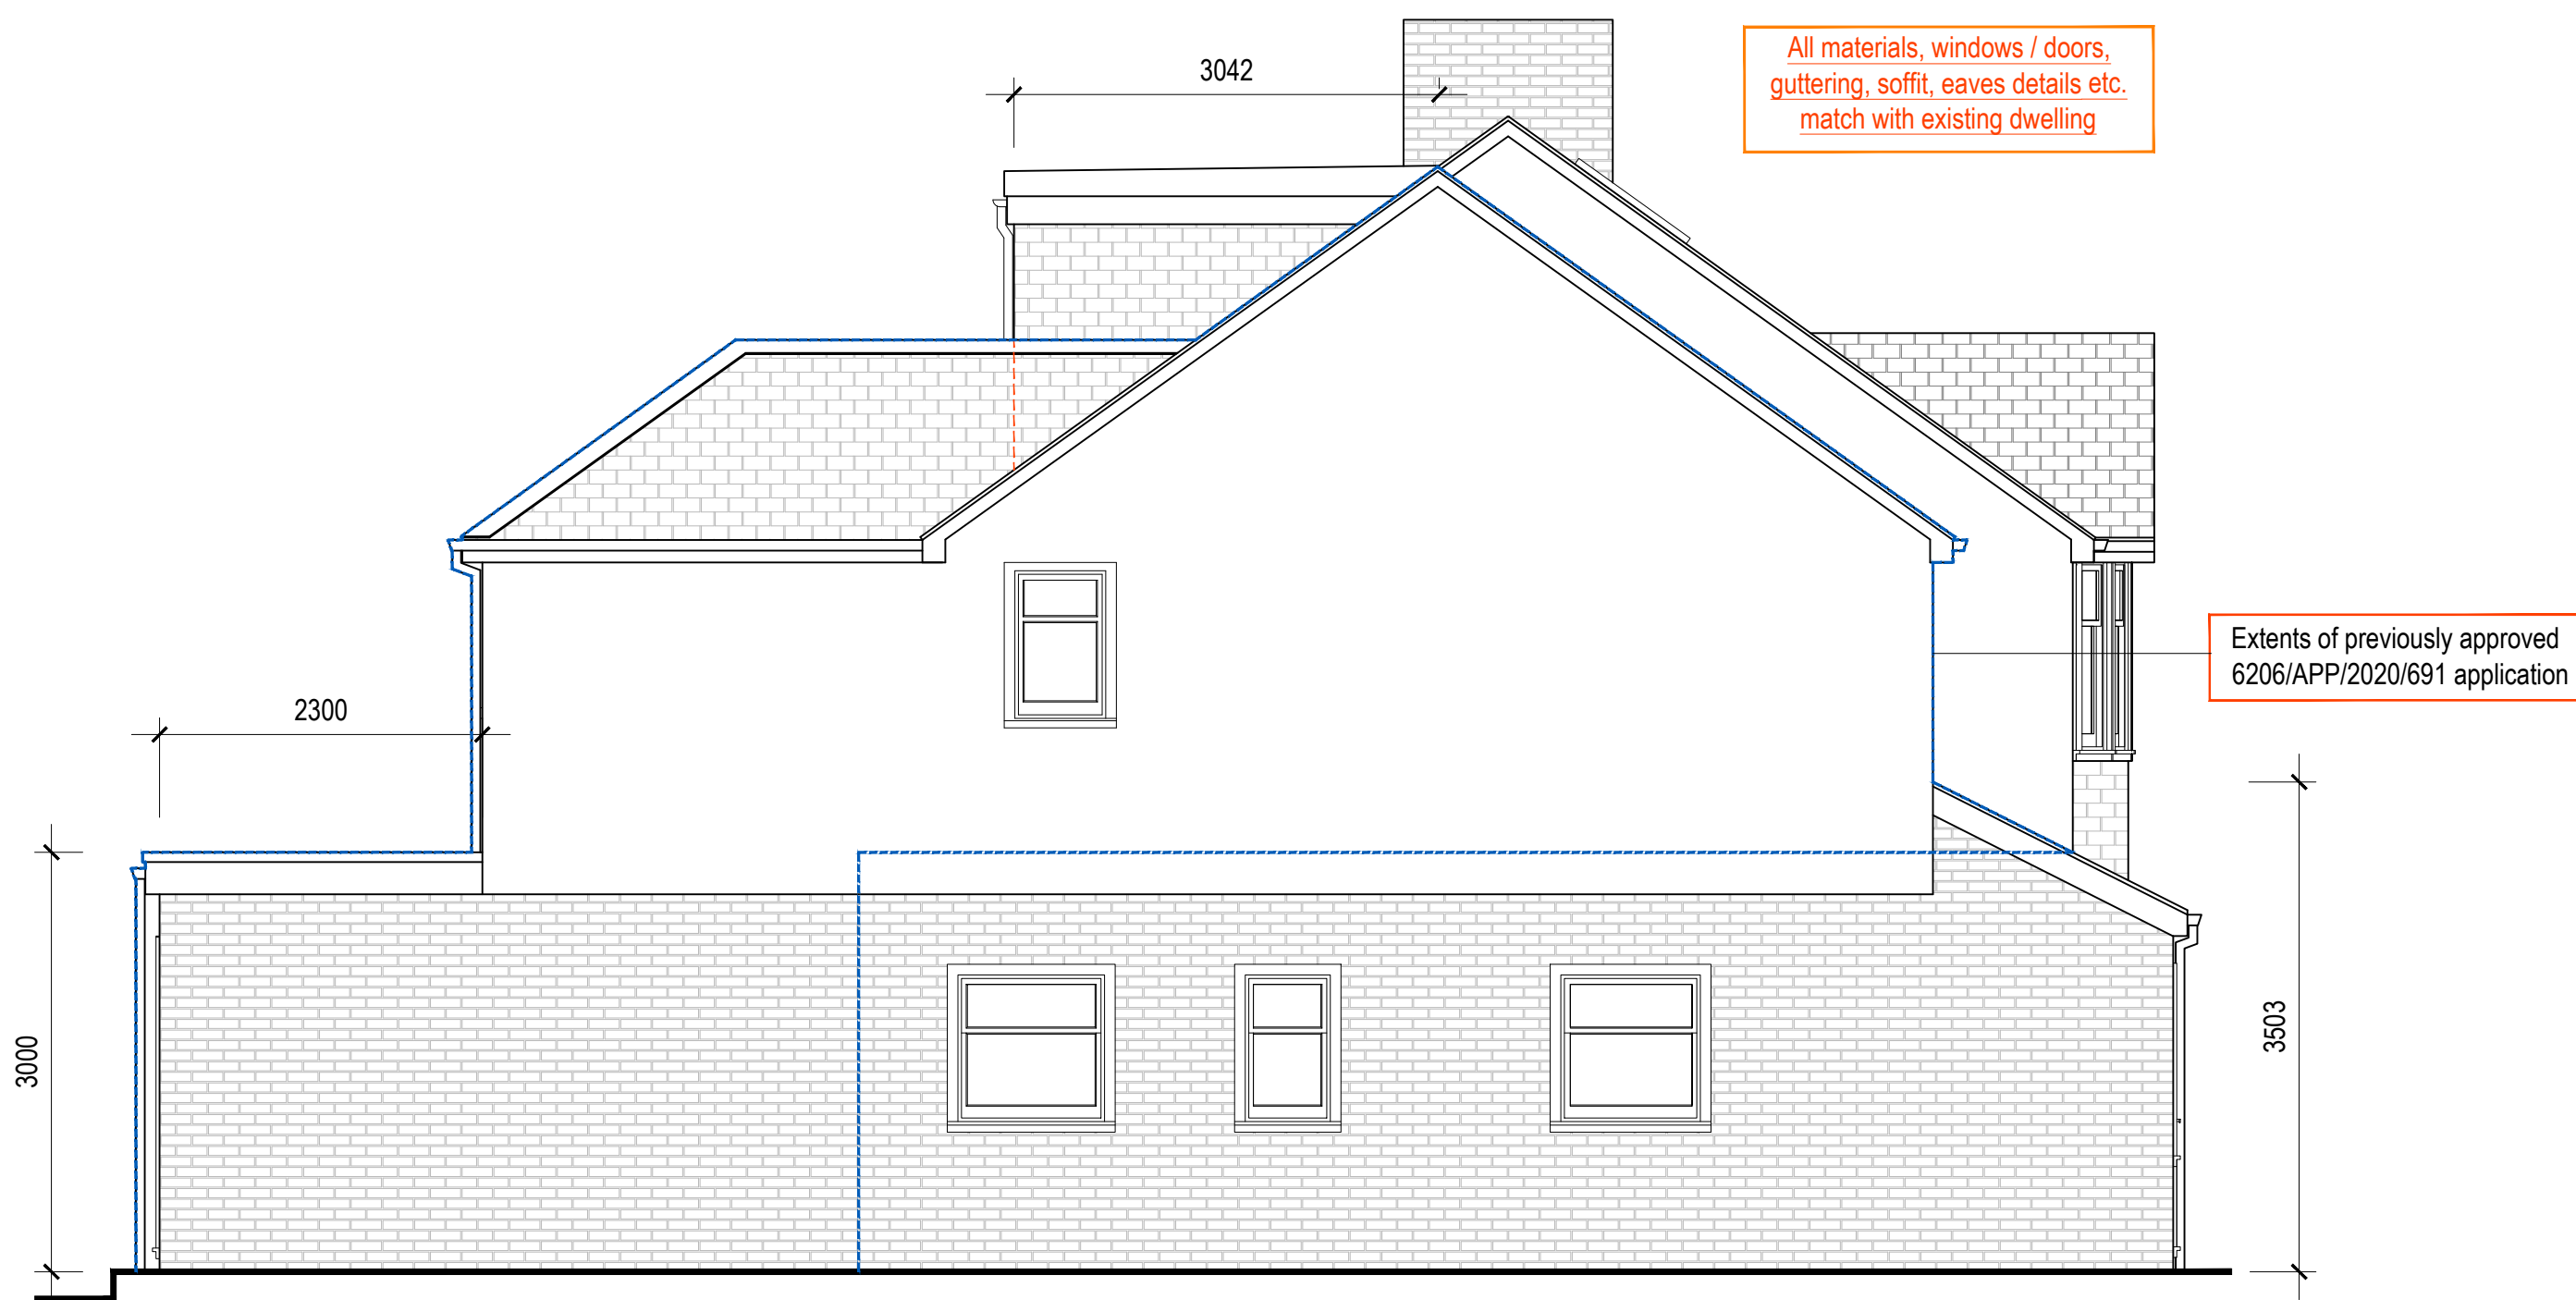 3042
All materials, windows / doors,
guttering, soffit, eaves details etc.
match with existing dwelling
Extents of previously approved
6206/APP/2020/691 application
2300
3000
3503